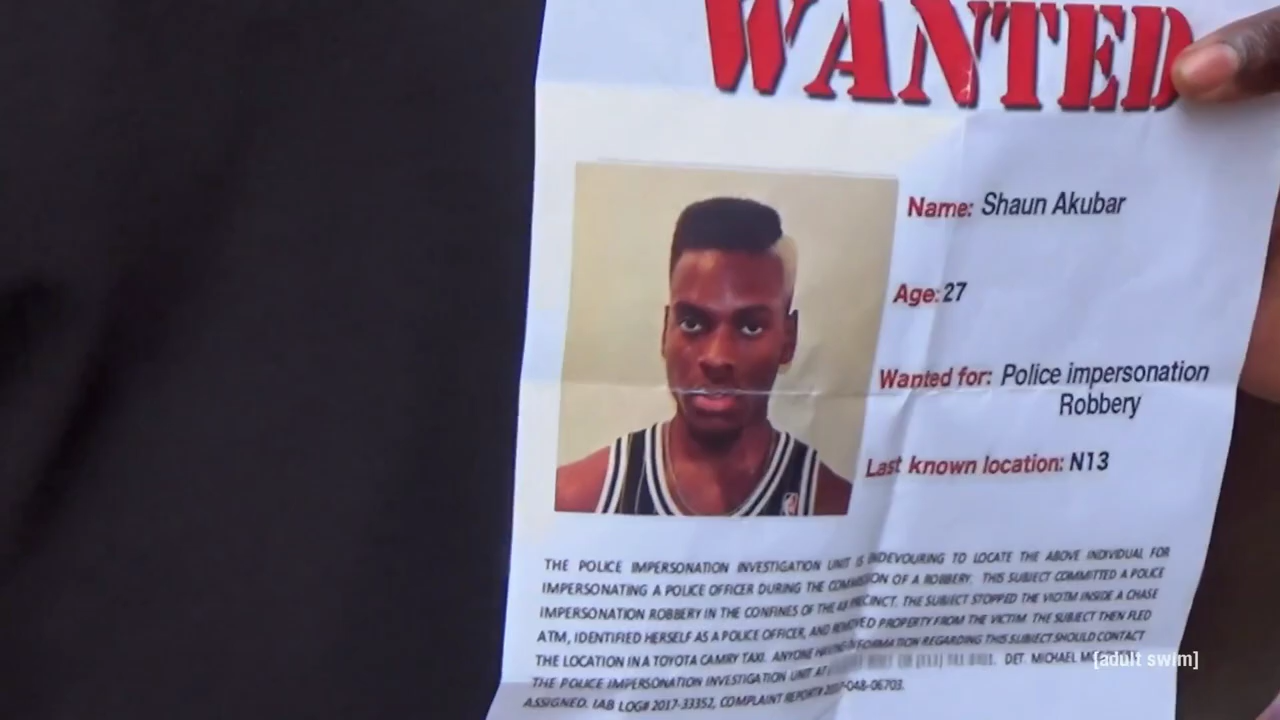 WANTED
Name: Shaun Akubar
Age: 27
Wanted for: Police impersonation
Robbery
Last known location: N13
THE POLICE IMPERSONATION INVESTIGATION UNIT IS INDEVOURING TO LOCATE THE ABOVE INDIVIDUAL FOR
IMPERSONATING A POLICE OFFICER DURING THE COMMISSION OF A ROBBERY. THIS SUBJECT COMMITTED A POLICE
IMPERSONATION ROBBERY IN THE CONFINES OF THE PRECINCT. THE SUBJECT STOPPED THE VICTIM INSIDE A CHASE
ATM, IDENTIFIED HERSELF AS A POLICE OFFICER, AND REMOVED PROPERTY FROM THE VICTIM. THE SUBJECT THEN FLED
THE LOCATION IN A TOYOTA CAMRY TAXI. ANYONE HAVING INFORMATION REGARDING THIS SUBJECT SHOULD CONTACT
THE POLICE IMPERSONATION INVESTIGATION UNIT AT DET. MICHAEL
ASSIGNED. IAB LOG# 2017-33352, COMPLAINT REPORT# 2017-048-06703.
[adult swim]